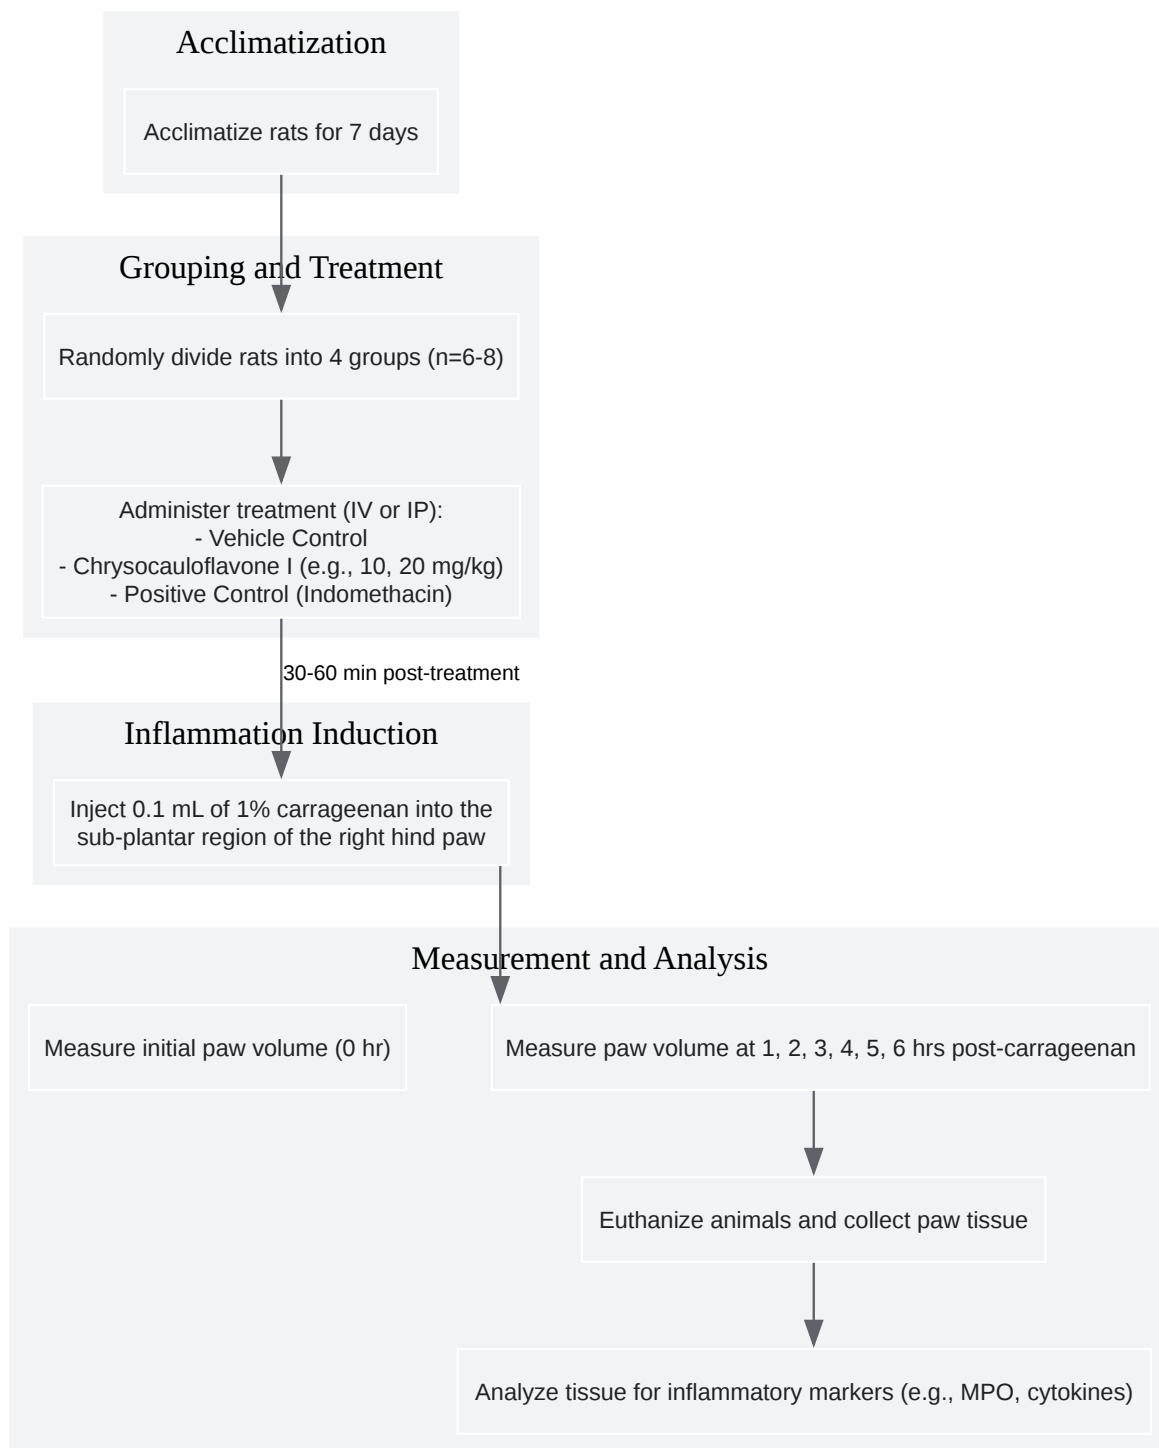 Acclimatization
Acclimatize rats for 7 days
Grouping and Treatment
Randomly divide rats into 4 groups (n=6-8)
Administer treatment (IV or IP):
- Vehicle Control
- Chrysocauloflavone I (e.g., 10, 20 mg/kg)
- Positive Control (Indomethacin)
30-60 min post-treatment
Inflammation Induction
Inject 0.1 mL of 1% carrageenan into the
sub-plantar region of the right hind paw
Measurement and Analysis
Measure initial paw volume (0 hr)
Measure paw volume at 1, 2, 3, 4, 5, 6 hrs post-carrageenan
Euthanize animals and collect paw tissue
Analyze tissue for inflammatory markers (e.g., MPO, cytokines)